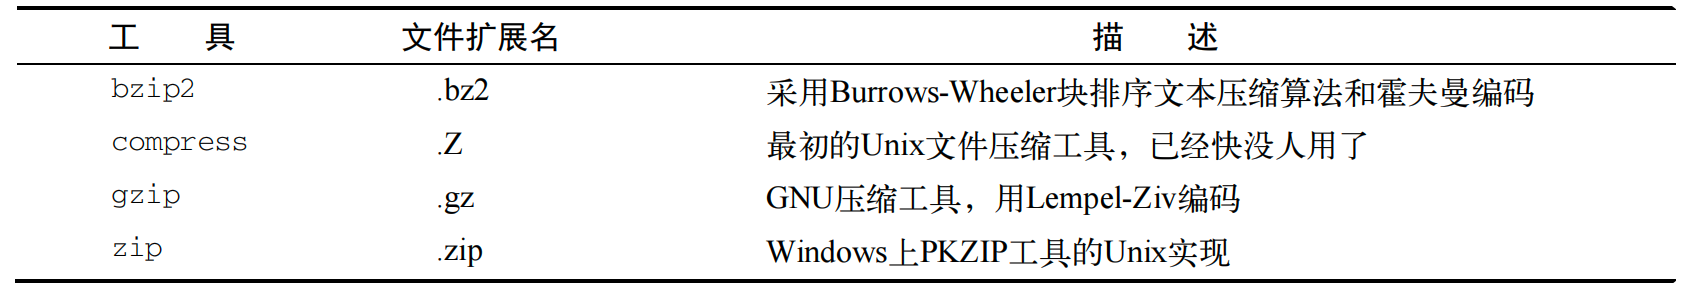 工 具 文件扩展名 描 述
bzip2 .bz2 采用Burrows-Wheeler块排序文本压缩算法和霍夫曼编码
compress .Z 最初的Unix文件压缩工具，已经快没人用了
gzip .gz GNU压缩工具，用Lempel-Ziv编码
zip .zip Windows上PKZIP工具的Unix实现